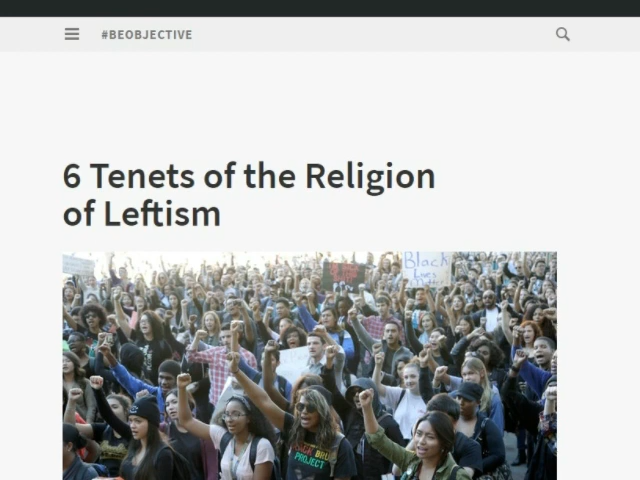 #BEOBJECTIVE
6 Tenets of the Religion
of Leftism
Black
Lives
PROJECT